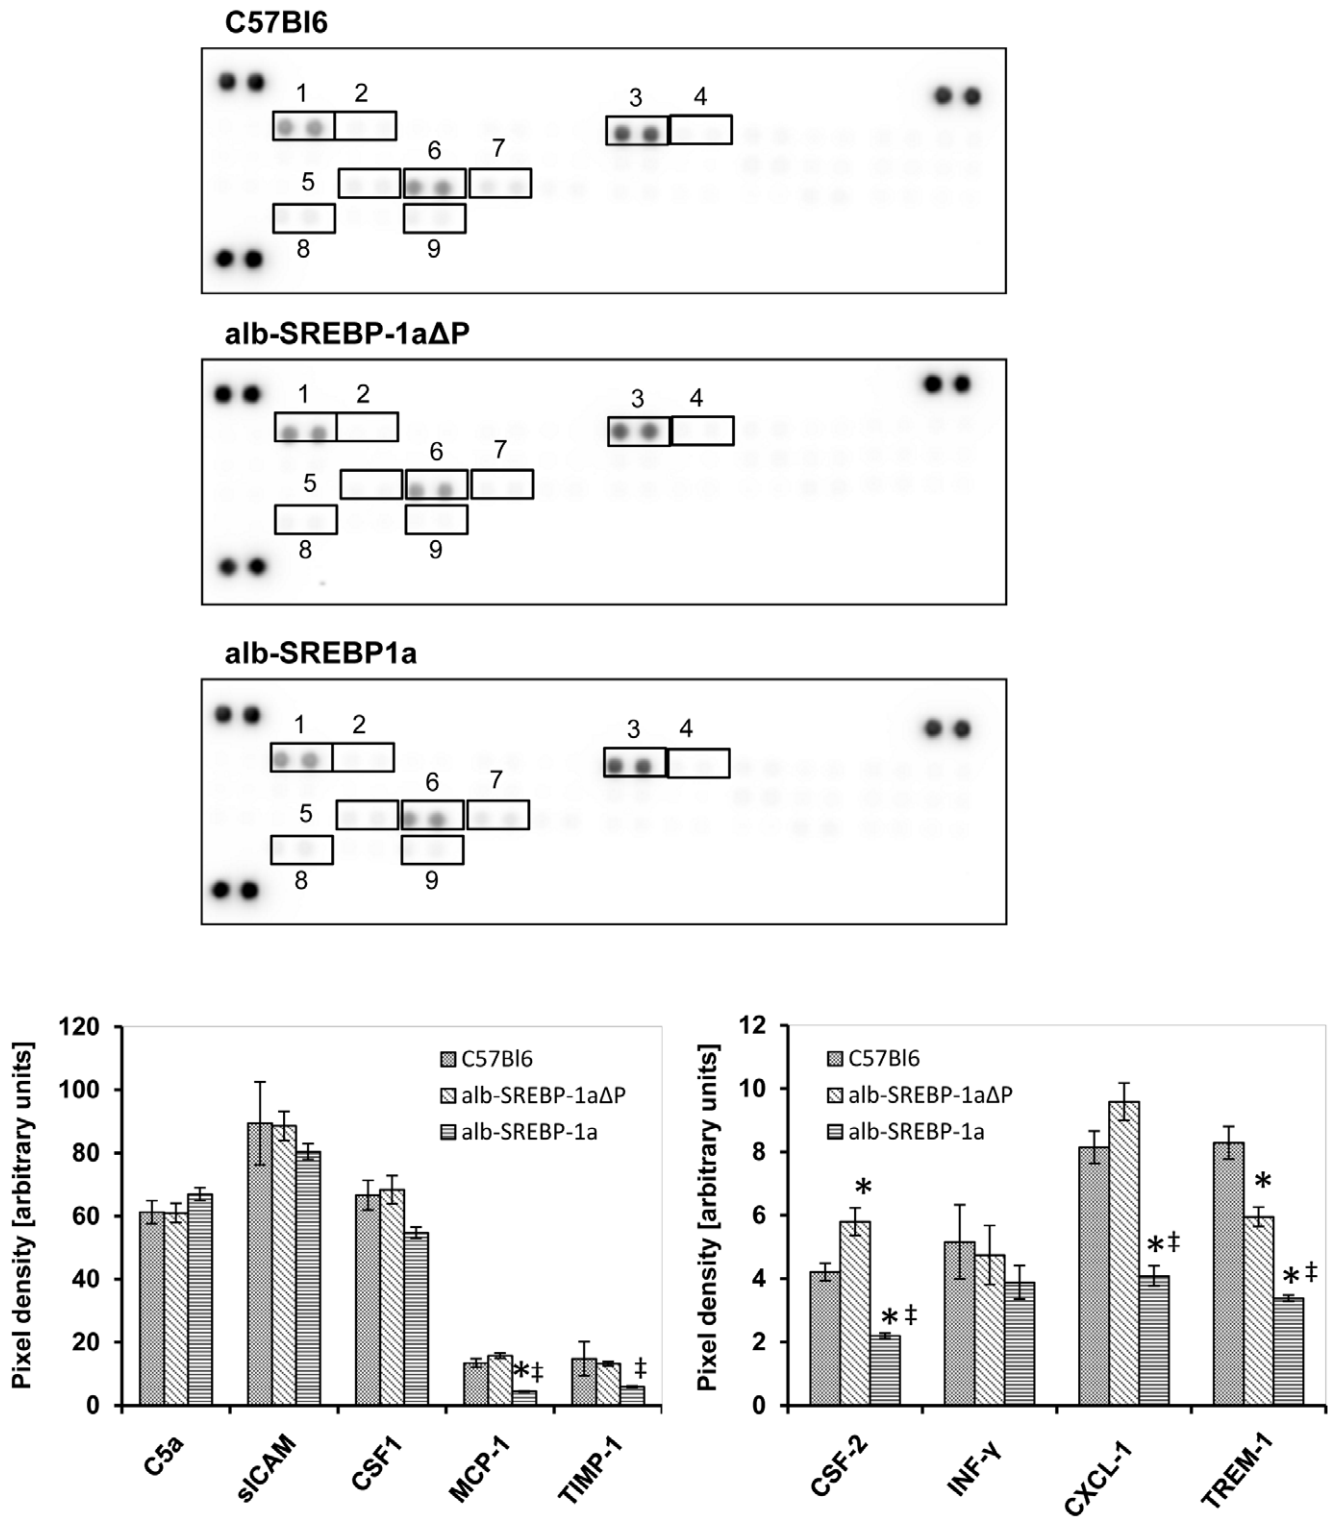 C57Bl6
1 2 3 4
6 7
5
8 9
alb-SREBP-1aΔP
1 2 3 4
6 7
5
8 9
alb-SREBP1a
1 2 3 4
6 7
5
8 9
Pixel density [arbitrary units]
120
100
80
60
40
20
0
C57Bl6
alb-SREBP-1aΔP
alb-SREBP-1a
*‡
‡
C5a
sICAM
CSF1
MCP-1
TIMP-1
Pixel density [arbitrary units]
12
10
8
6
4
2
0
C57Bl6
alb-SREBP-1aΔP
alb-SREBP-1a
*
*‡
*‡
*
*‡
CSF-2
INF-γ
CXCL-1
TREM-1